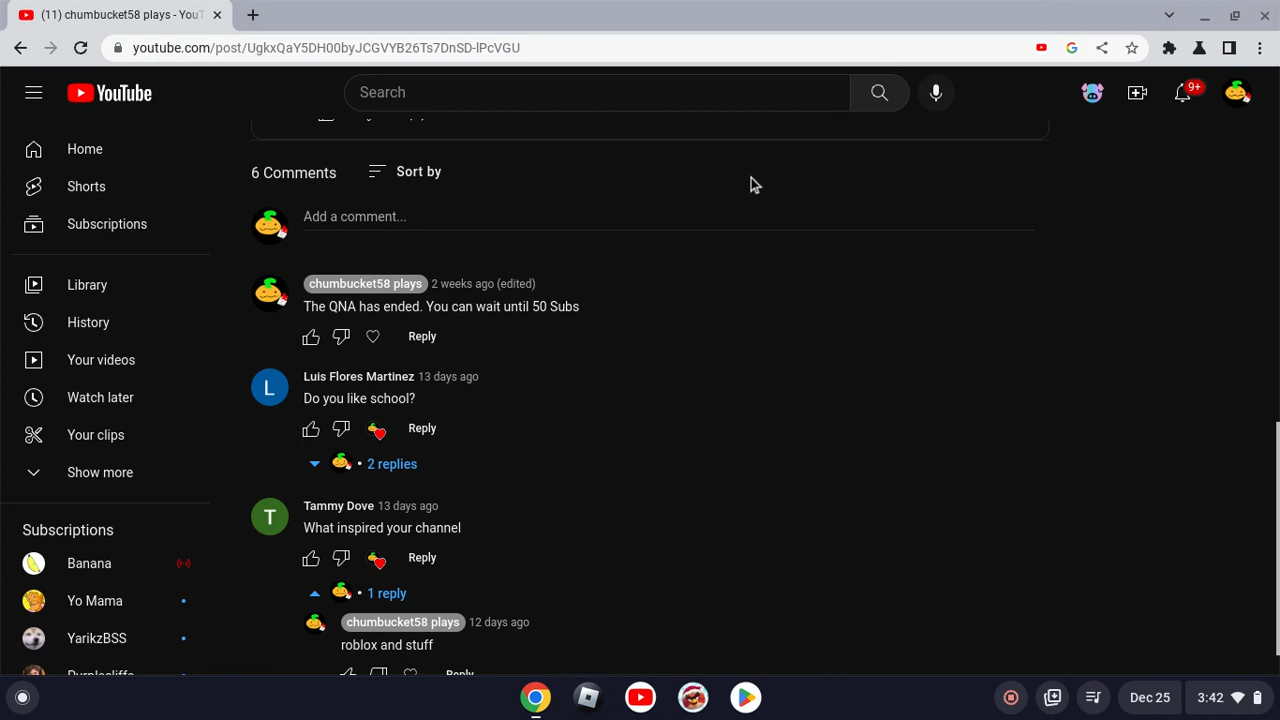 (11) chumbucket58 plays - YouT
youtube.com/post/UgkxQaY5DH00byJCGVYB26Ts7DnSD-lPcVGU
YouTube
Search
9+
Home
Shorts
Subscriptions
Library
History
Your videos
Watch later
Your clips
Show more
Subscriptions
Banana
Yo Mama
YarikzBSS
6 Comments
Sort by
Add a comment...
chumbucket58 plays 2 weeks ago (edited)
The QNA has ended. You can wait until 50 Subs
Reply
L
Luis Flores Martinez 13 days ago
Do you like school?
Reply
• 2 replies
T
Tammy Dove 13 days ago
What inspired your channel
Reply
• 1 reply
chumbucket58 plays 12 days ago
roblox and stuff
Reply
Dec 25
3:42